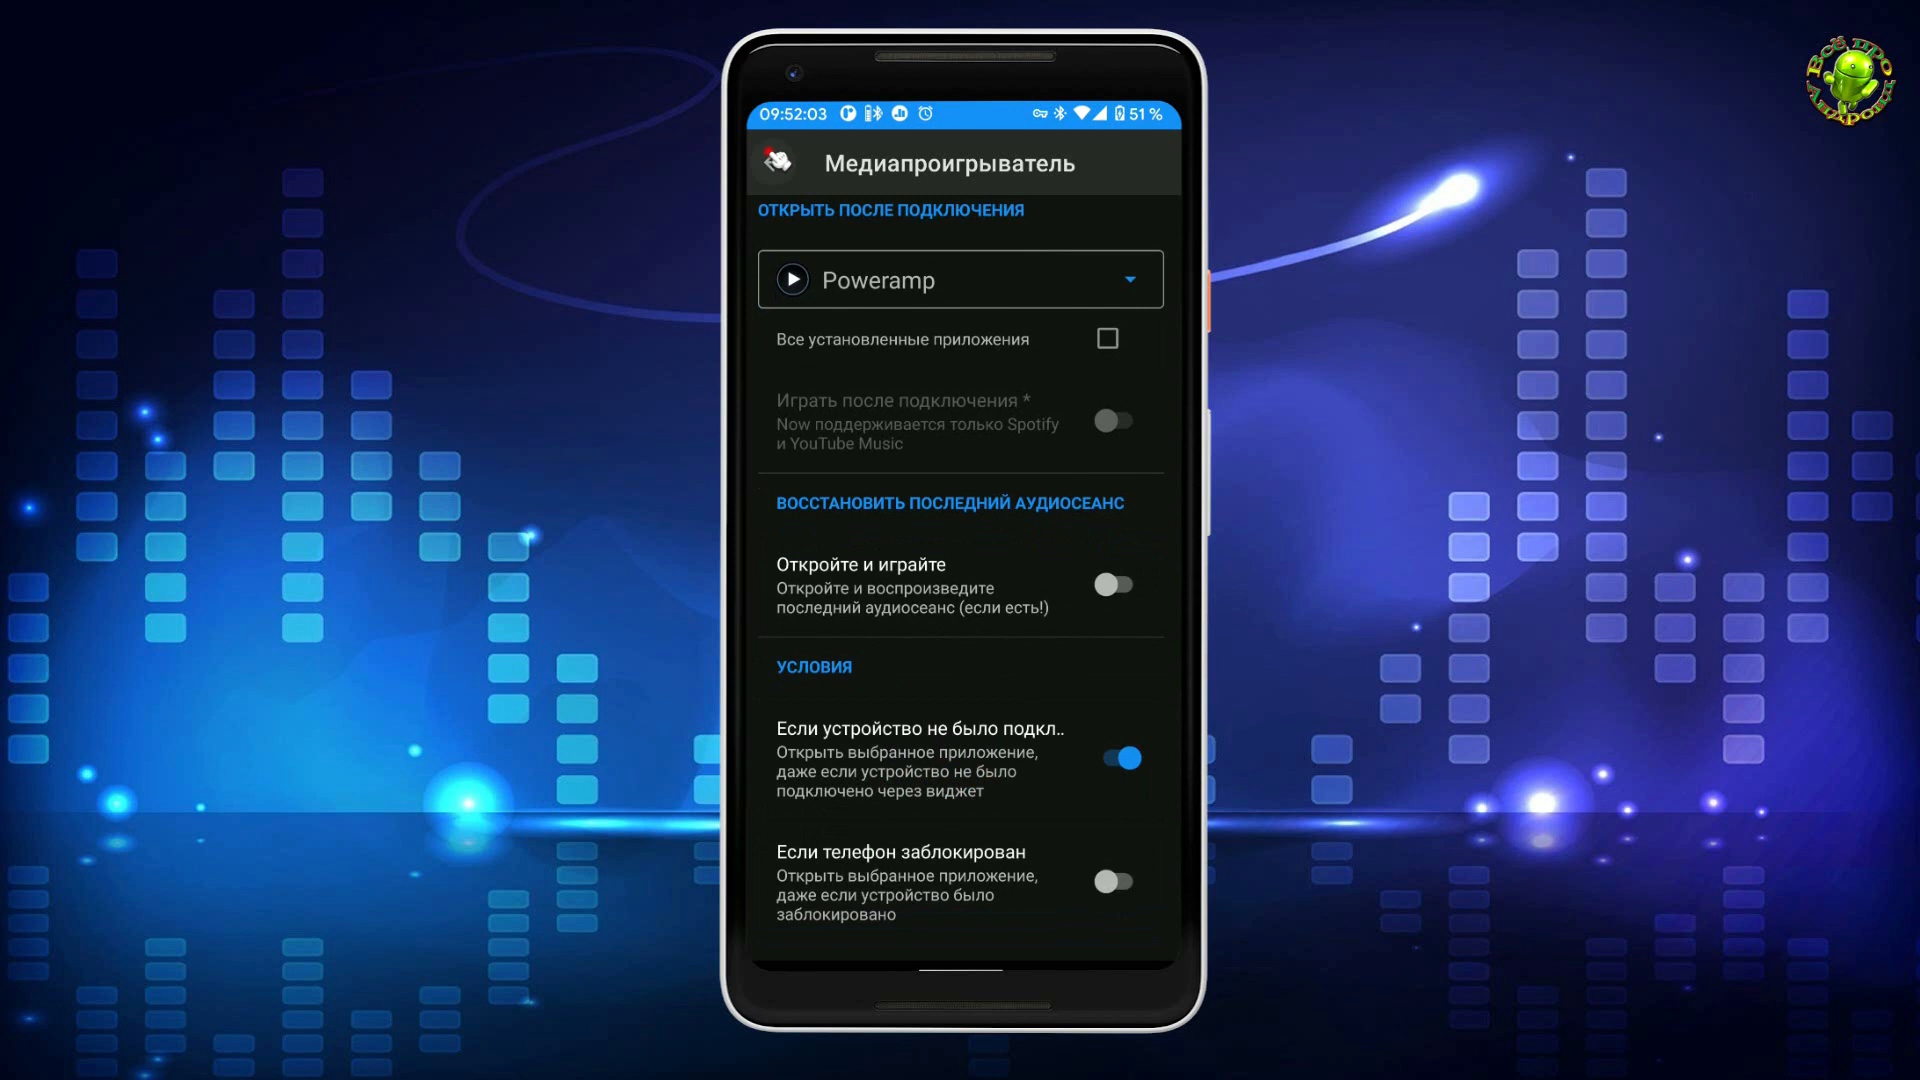 Всё про
Андроид
09:52:03
51 %
Медиапроигрыватель
ОТКРЫТЬ ПОСЛЕ ПОДКЛЮЧЕНИЯ
Poweramp
Все установленные приложения
Играть после подключения *
Now поддерживается только Spotify
и YouTube Music
ВОССТАНОВИТЬ ПОСЛЕДНИЙ АУДИОСЕАНС
Откройте и играйте
Откройте и воспроизведите
последний аудиосеанс (если есть!)
УСЛОВИЯ
Если устройство не было подкл..
Открыть выбранное приложение,
даже если устройство не было
подключено через виджет
Если телефон заблокирован
Открыть выбранное приложение,
даже если устройство было
заблокировано